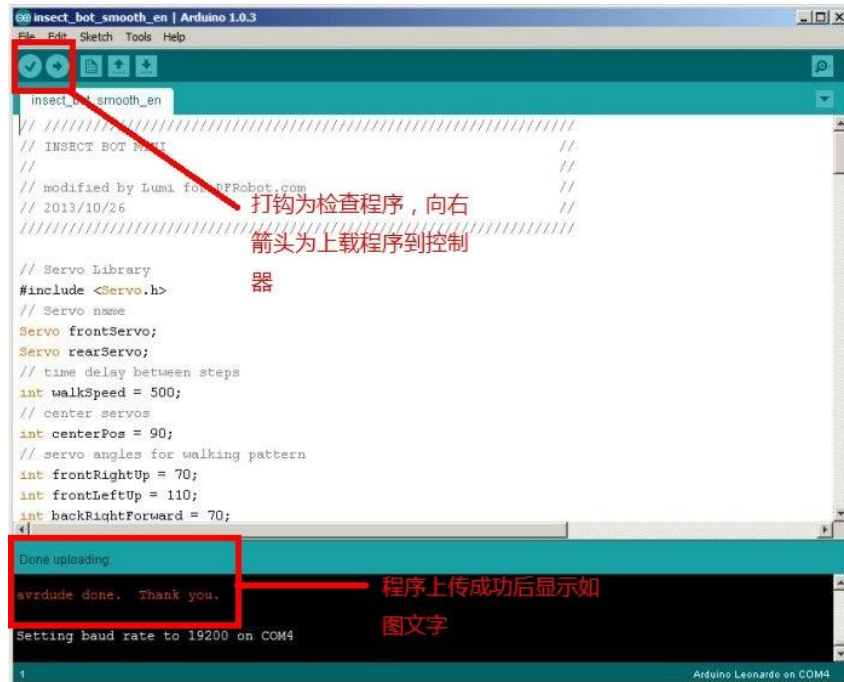 insect_bot_smooth_en | Arduino 1.0.3
File Edit Sketch Tools Help
insect_bot_smooth_en
// ////////////////////////////////////////////////////////////////////
// INSECT BOT MINI //
// //
// modified by Lumi for DFRobot.com //
// 2013/10/26 //
//////////////////////////////////////////////////////////////////////
打钩为检查程序，向右
箭头为上载程序到控制
器
// Servo Library
#include <Servo.h>
// Servo name
Servo frontServo;
Servo rearServo;
// time delay between steps
int walkSpeed = 500;
// center servos
int centerPos = 90;
// servo angles for walking pattern
int frontRightUp = 70;
int frontLeftUp = 110;
int backRightForward = 70;
Done uploading.
avrdude done. Thank you.
程序上传成功后显示如
图文字
Setting baud rate to 19200 on COM4
1 Arduino Leonardo on COM4